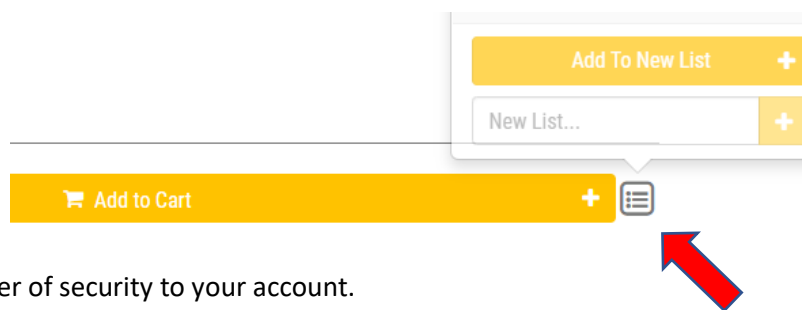 Add To New List
New List...
Add to Cart
er of security to your account.